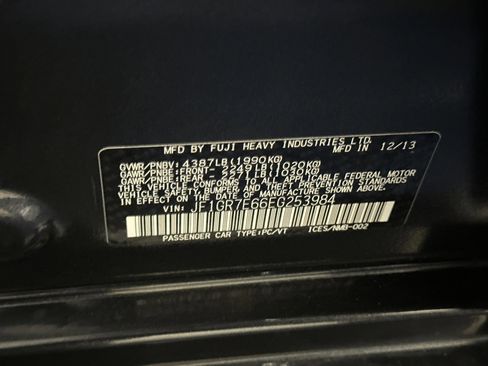 MFD BY FUJI HEAVY INDUSTRIES LTD.
MFD IN 12/13
GVWR/PNBV: 4387LB(1990KG)
GAWR/PNBE:FRONT- 2249LB(1020KG)
GAWR/PNBE:REAR - 2271LB(1030KG)
THIS VEHICLE CONFORMS TO ALL APPLICABLE FEDERAL MOTOR
VEHICLE SAFETY BUMPER AND THEFT PREVENTION STANDARDS
IN EFFECT ON THE DATE OF MANUFACTURE SHOWN ABOVE.
VIN: JF1GR7E66EG253984
PASSENGER CAR TYPE:PC/VT ICES/NMB-002